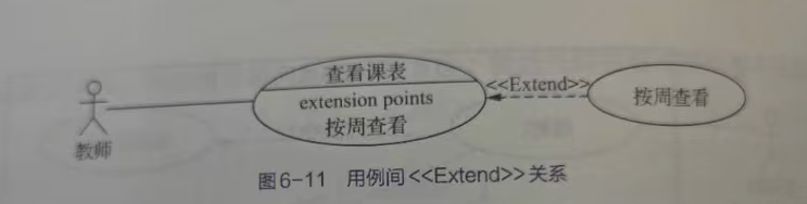 查看课表
<<Extend>>
extension points
按周查看
按周查看
教师
图6-11 用例间<<Extend>>关系